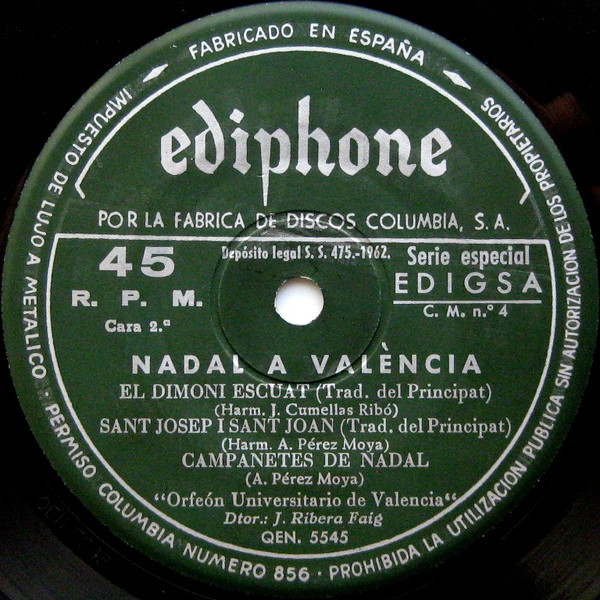 FABRICADO EN ESPAÑA
ediphone
POR LA FABRICA DE DISCOS COLUMBIA, S. A.
45
R. P. M.
Cara 2.ª
Depósito legal S. S. 475.-1962.
Serie especial
EDIGSA
C. M. n.º 4
NADAL A VALÈNCIA
EL DIMONI ESCUAT (Trad. del Principat)
(Harm. J. Cumellas Ribó)
SANT JOSEP I SANT JOAN (Trad. del Principat)
(Harm. A. Pérez Moya)
CAMPANETES DE NADAL
(A. Pérez Moya)
“Orfeón Universitario de Valencia“
Dtor.: J. Ribera Faig
QEN. 5545
IMPUESTO DE LUJO A METALICO · PERMISO COLUMBIA NUMERO 856 · PROHIBIDA LA UTILIZACION PUBLICA SIN AUTORIZACION DE LOS PROPIETARIOS